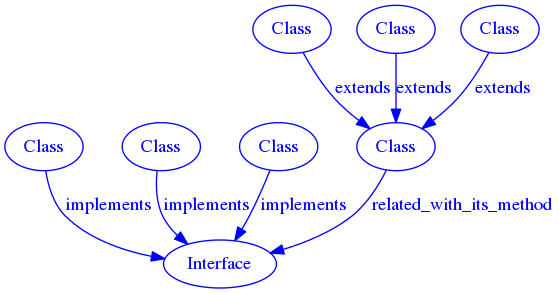 Class Class Class
extends extends extends
Class Class Class Class
implements implements implements related_with_its_method
Interface